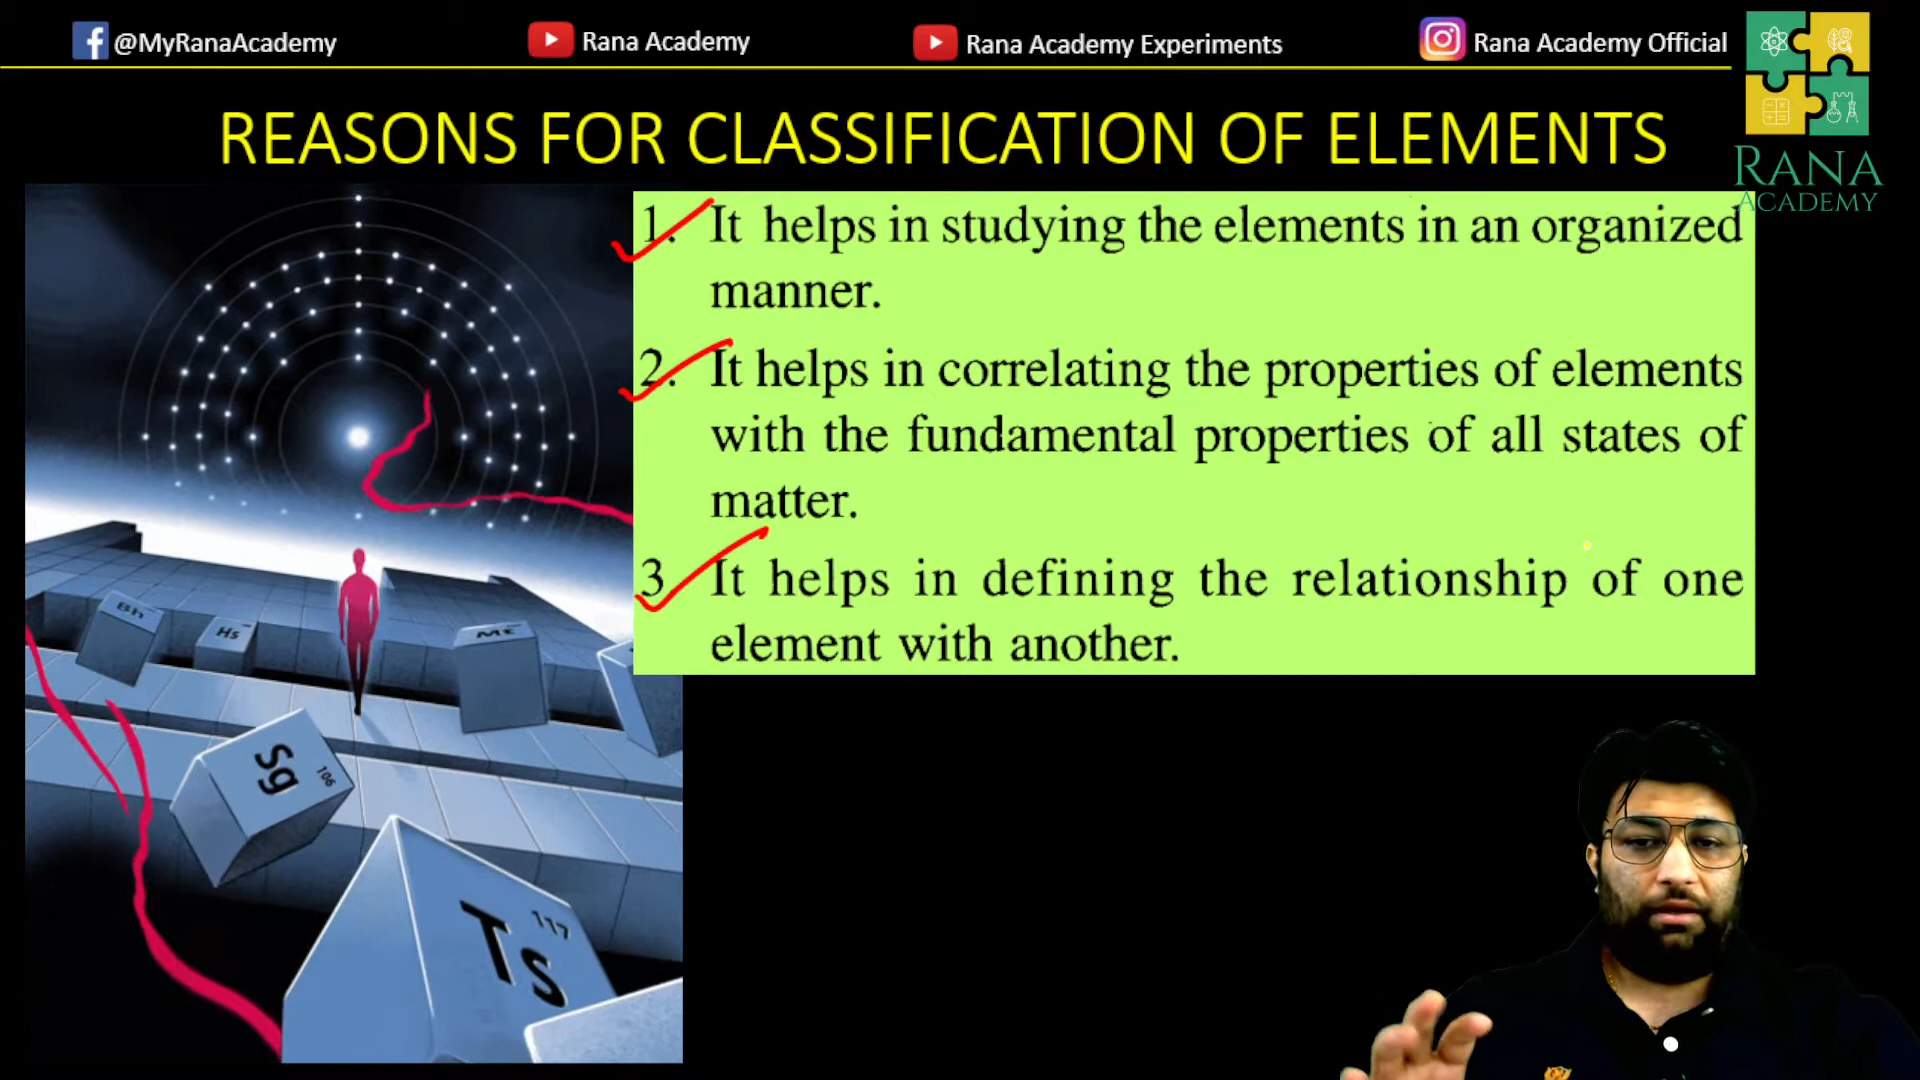 @MyRanaAcademy
Rana Academy
Rana Academy Experiments
Rana Academy Official
REASONS FOR CLASSIFICATION OF ELEMENTS
RANA
ACADEMY
1. It helps in studying the elements in an organized
manner.
2. It helps in correlating the properties of elements
with the fundamental properties of all states of
matter.
3 It helps in defining the relationship of one
element with another.
Bh
Hs
Mt
Sg
106
117
Ts